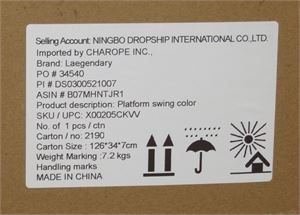 Selling Account: NINGBO DROPSHIP INTERNATIONAL CO.,LTD.
Imported by CHAROPE INC.,
Brand: Laegendary
PO # 34540
PI # DS0300521007
ASIN # B07MHNTJR1
Product description: Platform swing color
SKU / UPC: X00205CKVV
No. of 1 pcs / ctn
Carton / no: 2190
Carton Size : 126*34*7cm
Weight Marking : 7.2 kgs
Handling marks
MADE IN CHINA